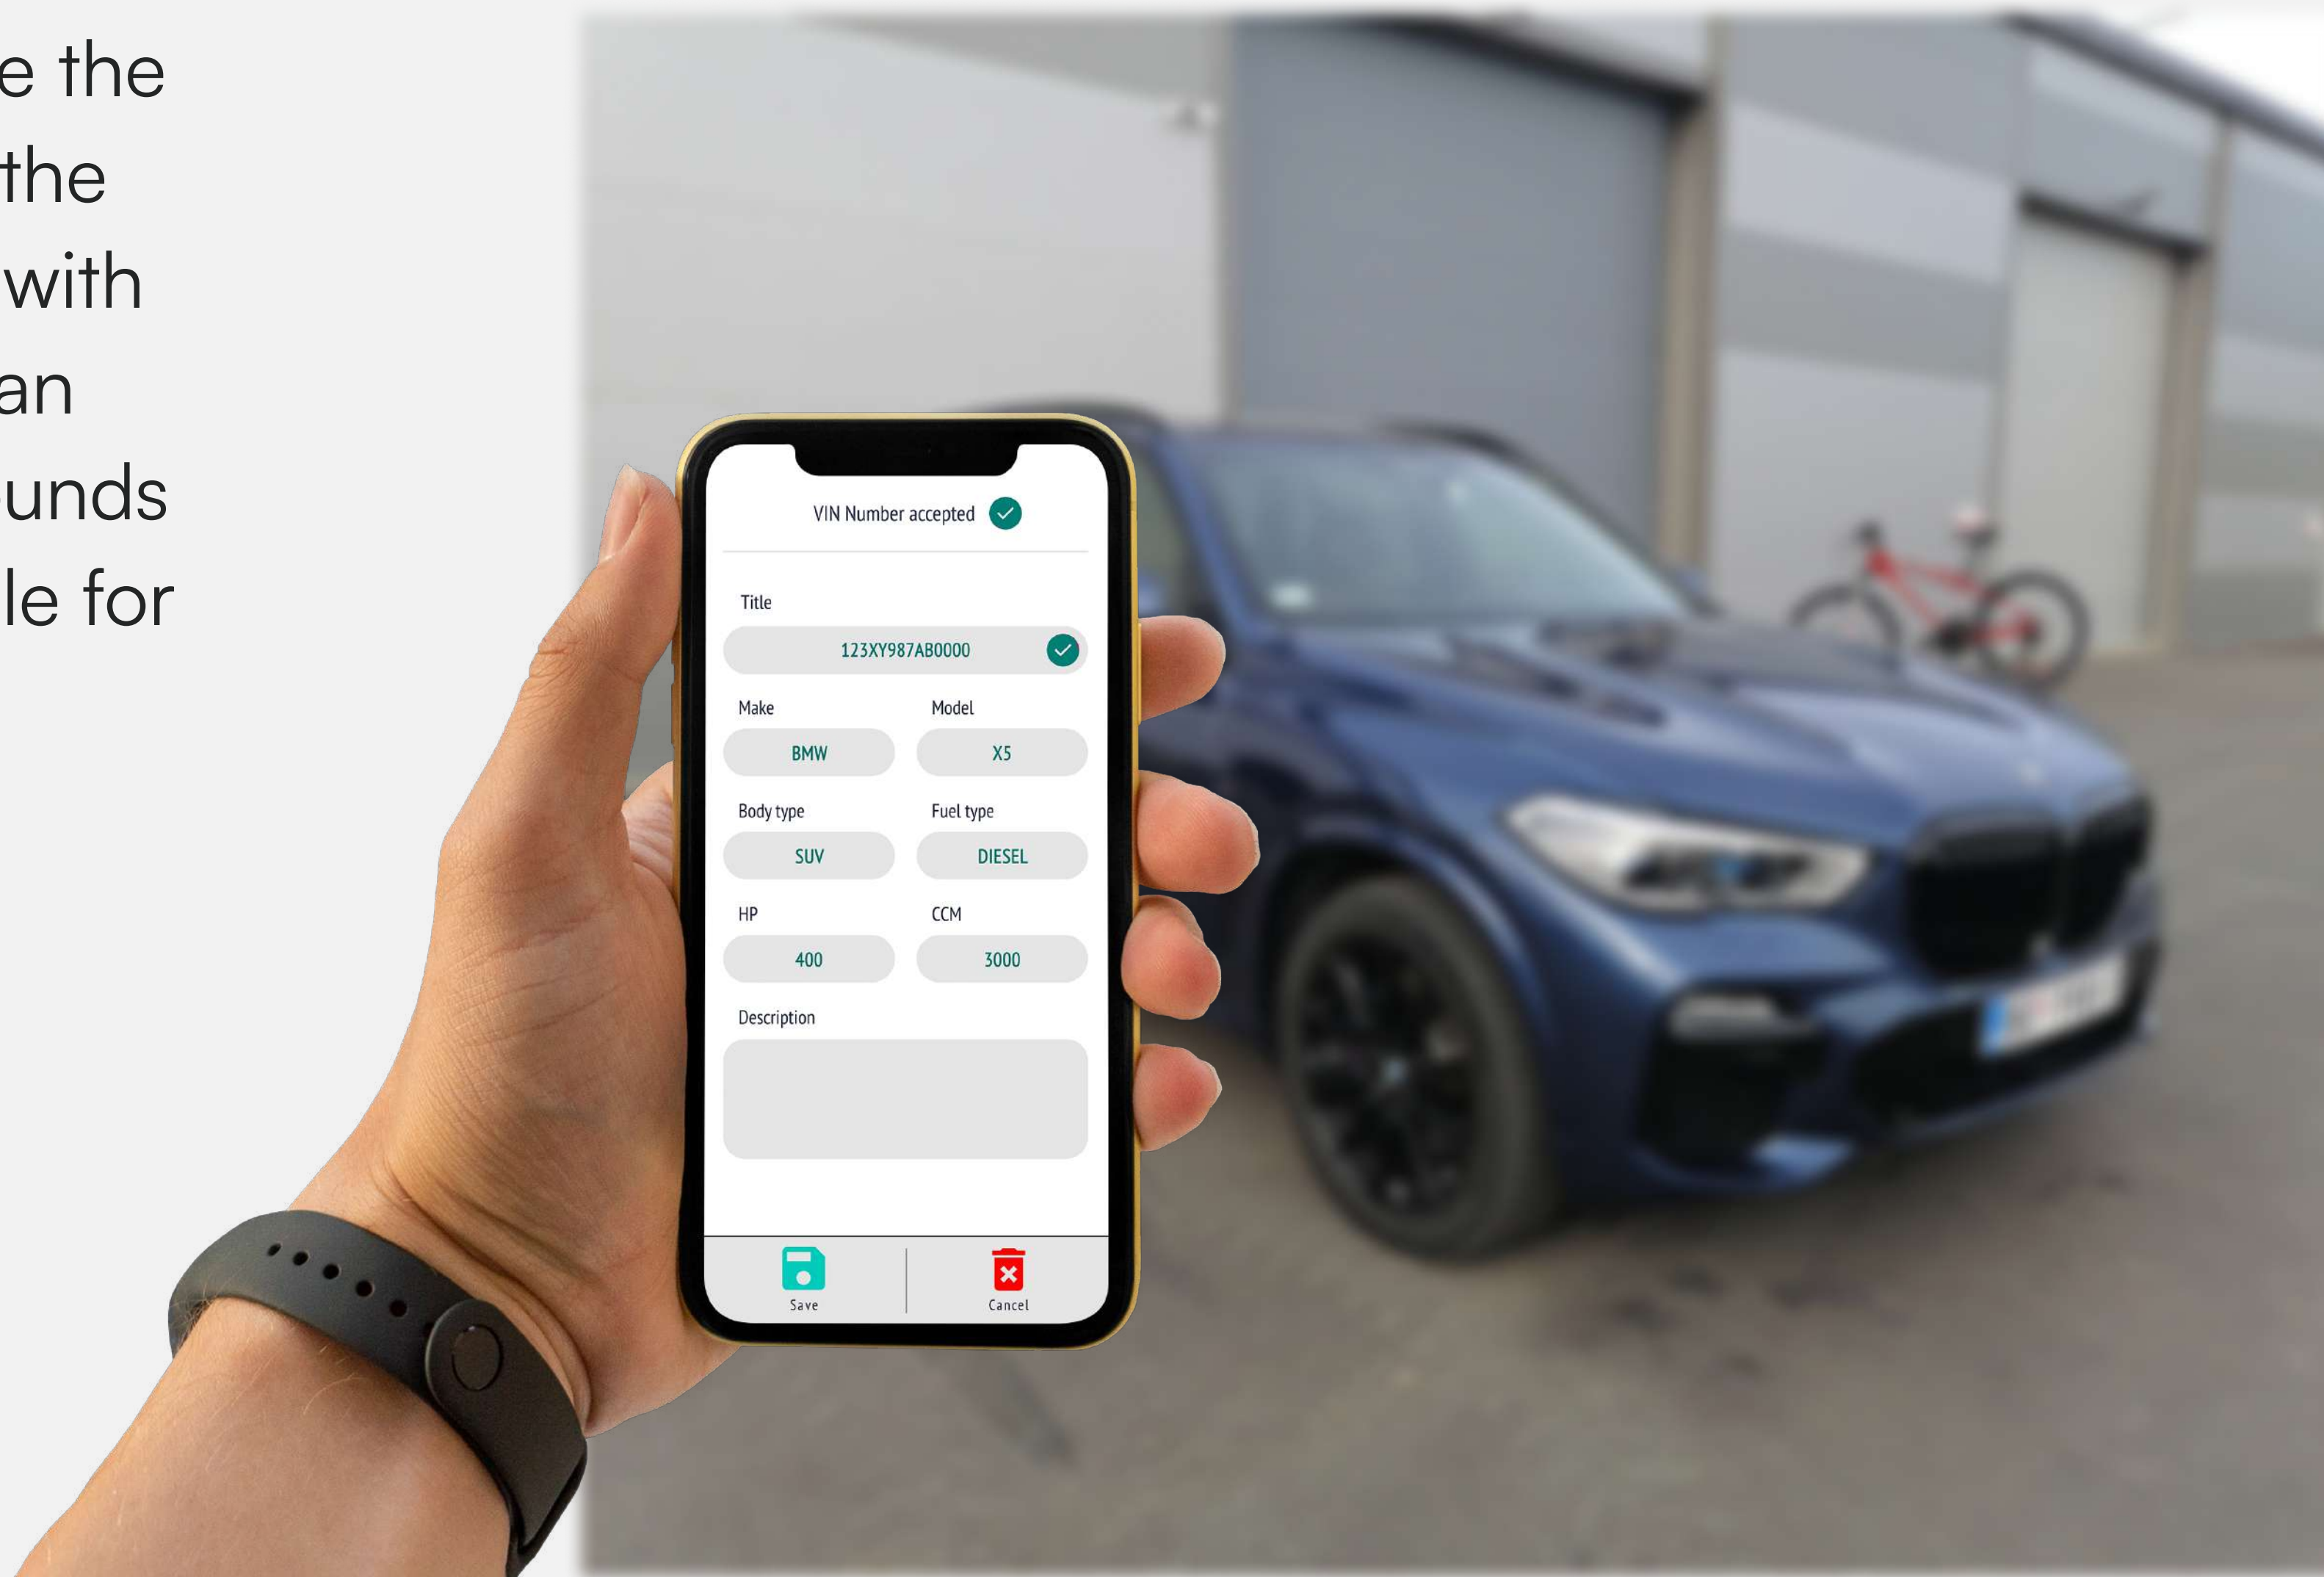 e the
the
with
an
unds
le for
VIN Number accepted
Title
123XY987AB0000
Make Model
BMW X5
Body type Fuel type
SUV DIESEL
HP CCM
400 3000
Description
Save Cancel